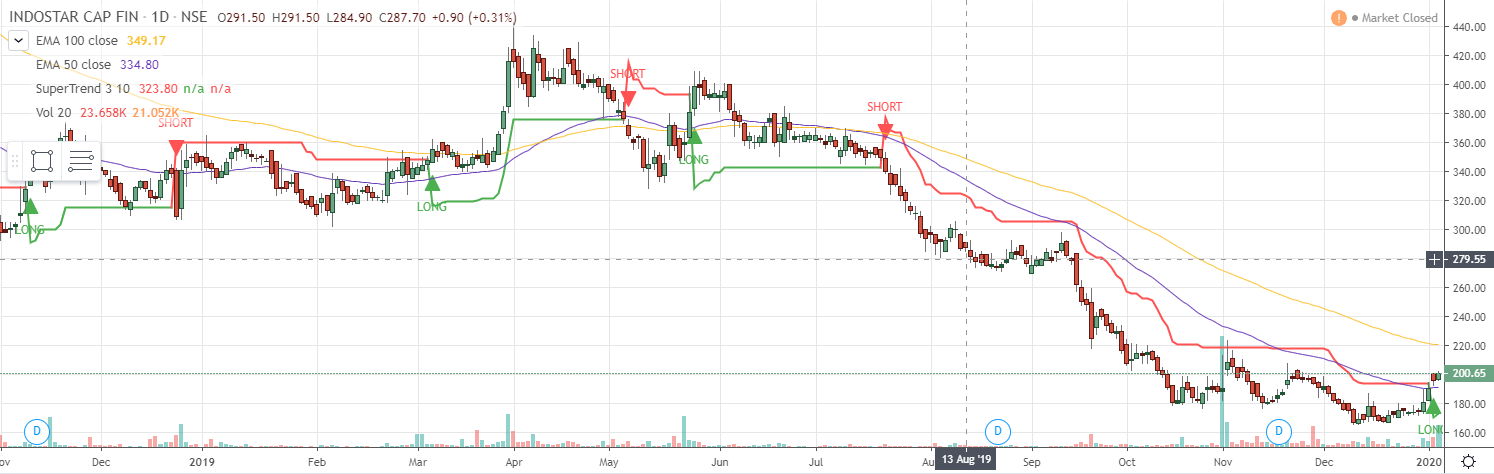 INDOSTAR CAP FIN · 1D · NSE O291.50 H291.50 L284.90 C287.70 +0.90 (+0.31%)
! Market Closed
EMA 100 close 349.17
EMA 50 close 334.80
SuperTrend 3 10 323.80 n/a n/a
Vol 20 23.658K 21.052K
SHORT
SHORT
SHORT
LONG
LONG
LONG
LONG
440.00
420.00
400.00
380.00
360.00
340.00
320.00
300.00
279.55
260.00
240.00
220.00
200.65
180.00
160.00
D
D
D
ov Dec 2019 Feb Mar Apr May Jun Jul Au 13 Aug '19 Sep Oct Nov Dec 2020